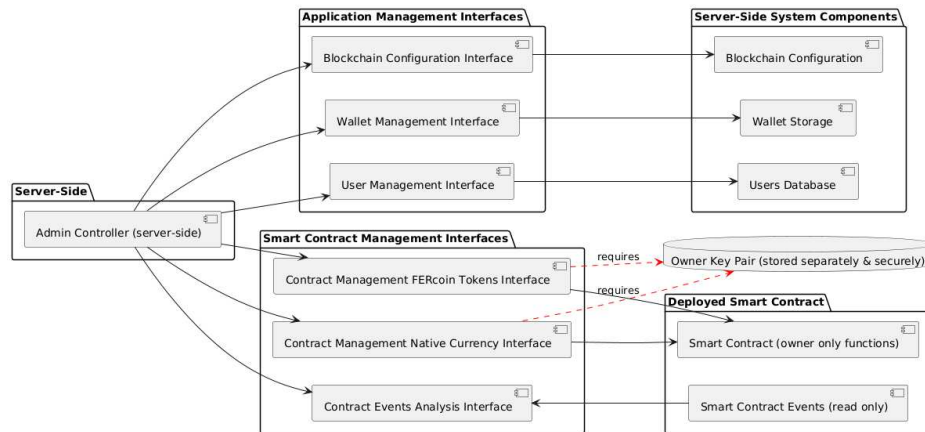 Application Management Interfaces
Blockchain Configuration Interface
Wallet Management Interface
User Management Interface
Server-Side System Components
Blockchain Configuration
Wallet Storage
Users Database
Server-Side
Admin Controller (server-side)
Smart Contract Management Interfaces
Contract Management FERcoin Tokens Interface
Contract Management Native Currency Interface
Contract Events Analysis Interface
requires
requires
Owner Key Pair (stored separately & securely)
Deployed Smart Contract
Smart Contract (owner only functions)
Smart Contract Events (read only)